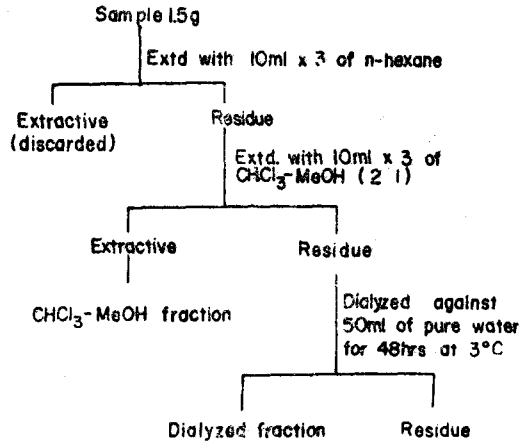 Sample 1.5g
Extd with 10ml x 3 of n-hexane
Extractive
(discarded)
Residue
Extd. with 10ml x 3 of
CHCl₃-MeOH (2 1)
Extractive
Residue
CHCl₃-MeOH fraction
Dialyzed against
50ml of pure water
for 48hrs at 3°C
Dialyzed fraction
Residue